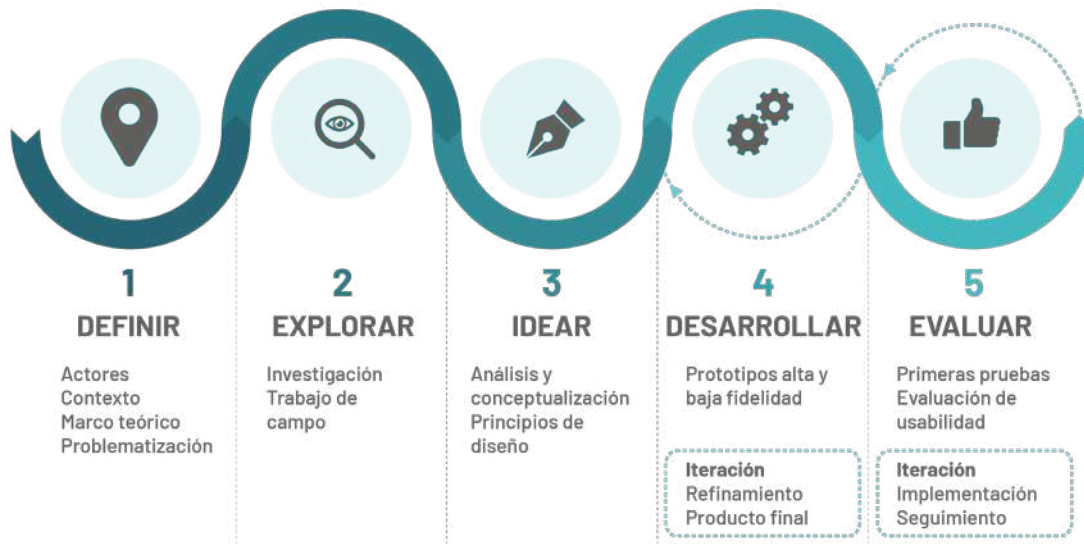 1
DEFINIR
Actores
Contexto
Marco teórico
Problematización
2
EXPLORAR
Investigación
Trabajo de
campo
3
IDEAR
Análisis y
conceptualización
Principios de
diseño
4
DESARROLLAR
Prototipos alta y
baja fidelidad
Iteración
Refinamiento
Producto final
5
EVALUAR
Primeras pruebas
Evaluación de
usabilidad
Iteración
Implementación
Seguimiento